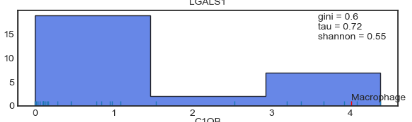 LGALS1
gini = 0.6
tau = 0.72
shannon = 0.55
15
10
5
0
Macrophage
0 1 2 3 4
C1QB